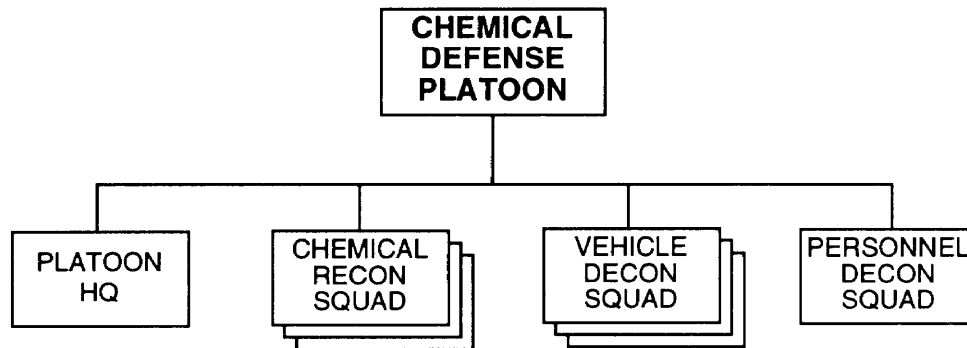 CHEMICAL
DEFENSE
PLATOON
PLATOON
HQ
CHEMICAL
RECON
SQUAD
VEHICLE
DECON
SQUAD
PERSONNEL
DECON
SQUAD